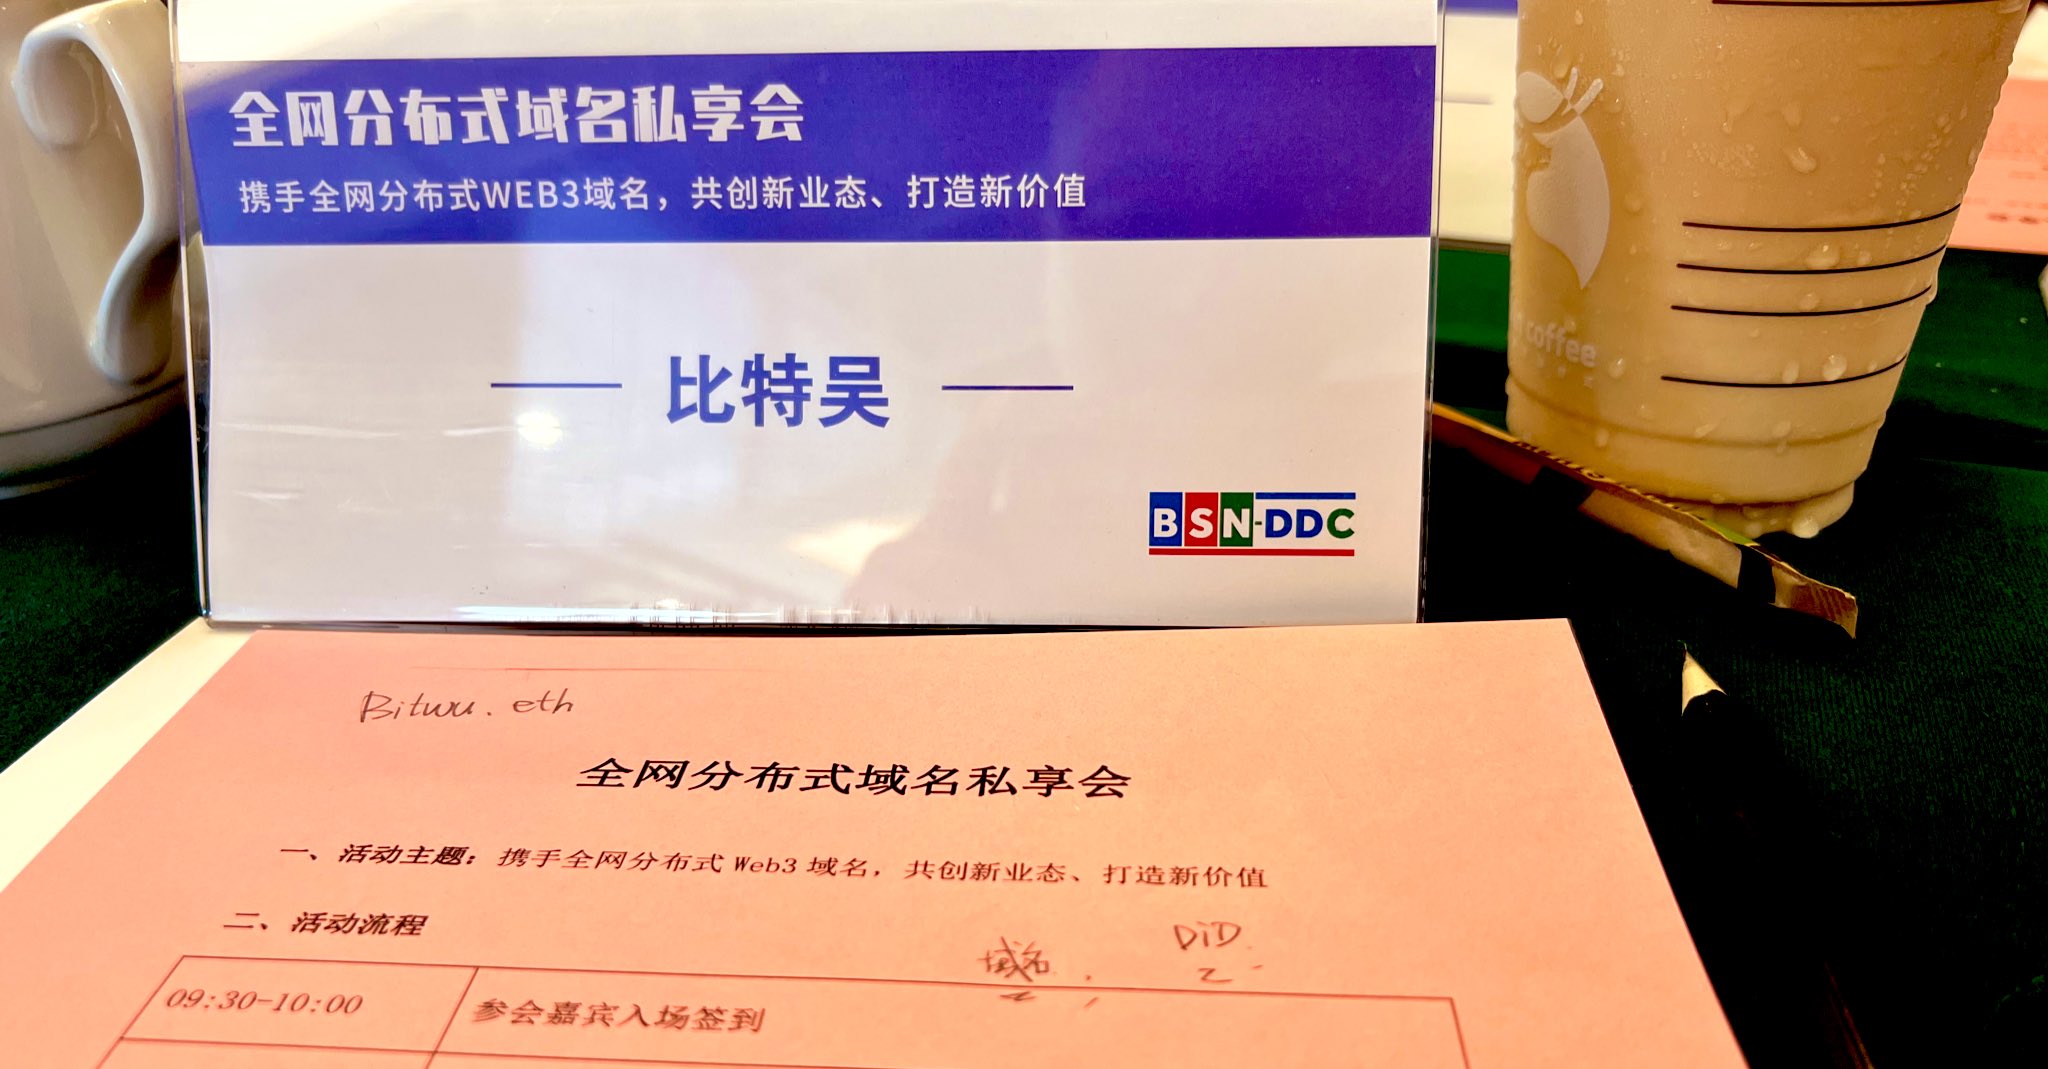 全网分布式域名私享会
携手全网分布式WEB3域名，共创新业态、打造新价值
比特吴
BSN-DDC
coffee
Bitwu.eth
全网分布式域名私享会
一、活动主题：携手全网分布式 Web3 域名，共创新业态、打造新价值
二、活动流程
域名
DiD
09:30-10:00 参会嘉宾入场签到